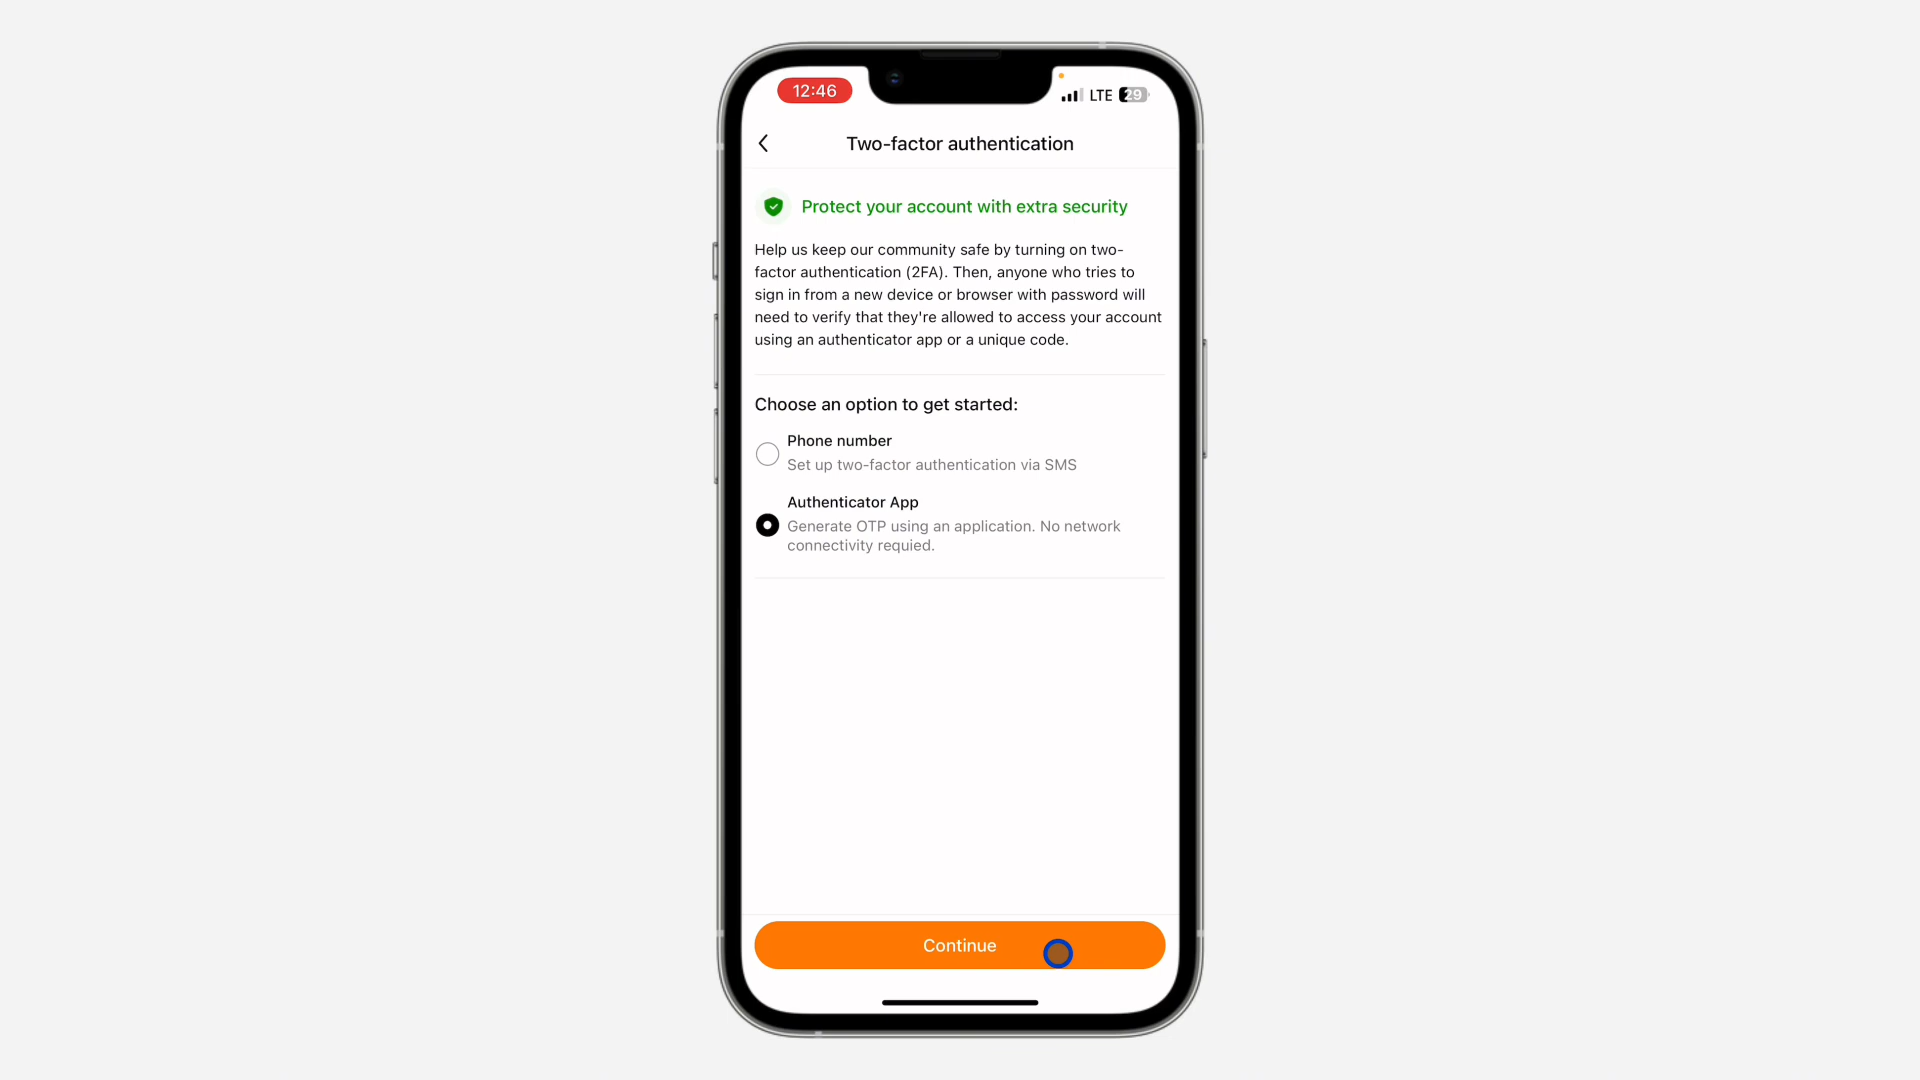 12:46
LTE 29
Two-factor authentication
Protect your account with extra security
Help us keep our community safe by turning on two-
factor authentication (2FA). Then, anyone who tries to
sign in from a new device or browser with password will
need to verify that they're allowed to access your account
using an authenticator app or a unique code.
Choose an option to get started:
Phone number
Set up two-factor authentication via SMS
Authenticator App
Generate OTP using an application. No network
connectivity requied.
Continue